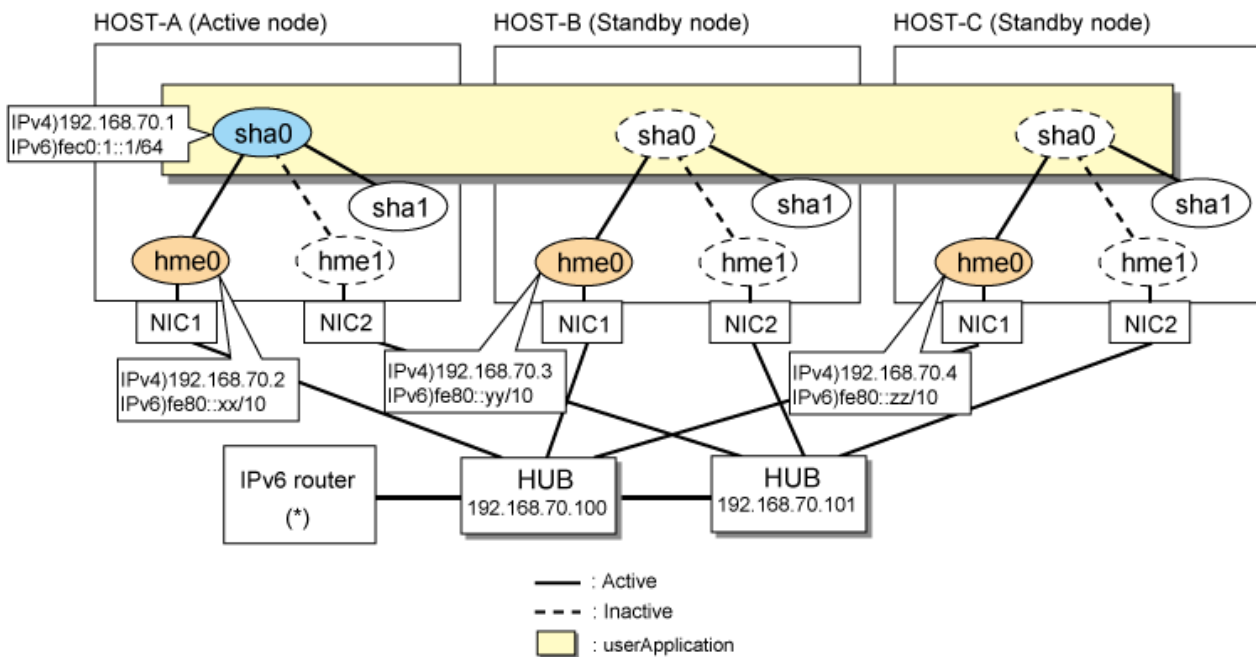 HOST-A (Active node)
HOST-B (Standby node)
HOST-C (Standby node)
IPv4)192.168.70.1
IPv6)fec0:1::1/64
sha0
sha0
sha0
sha1
sha1
sha1
hme0
hme1
hme0
hme1
hme0
hme1
NIC1
NIC2
NIC1
NIC2
NIC1
NIC2
IPv4)192.168.70.2
IPv6)fe80::xx/10
IPv4)192.168.70.3
IPv6)fe80::yy/10
IPv4)192.168.70.4
IPv6)fe80::zz/10
IPv6 router
(*)
HUB
192.168.70.100
HUB
192.168.70.101
: Active
: Inactive
: userApplication